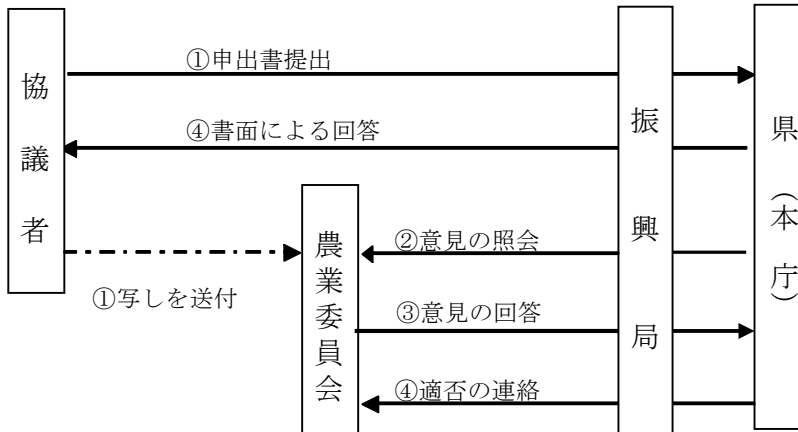 協議者
①申出書提出
④書面による回答
①写しを送付
農業委員会
②意見の照会
③意見の回答
④適否の連絡
振興局
県(本庁)